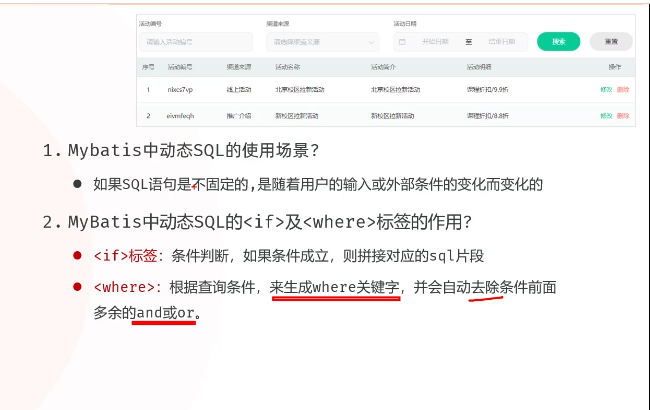 活动编号 渠道来源 活动日期
请输入活动编号 请选择渠道来源 开始日期 至 结束日期 搜索 重置
序号 活动编号 渠道来源 活动名称 活动简介 活动明细 操作
1 nixcs7vp 线上活动 北京校区拉新活动 北京校区拉新活动 课程折扣/9.9折 修改 删除
2 eivmfeqh 推广介绍 新校区拉新活动 新校区拉新活动 课程折扣/8.8折 修改 删除
1. Mybatis中动态SQL的使用场景?
● 如果SQL语句是不固定的,是随着用户的输入或外部条件的变化而变化的
2. MyBatis中动态SQL的<if>及<where>标签的作用?
● <if>标签: 条件判断, 如果条件成立, 则拼接对应的sql片段
● <where>: 根据查询条件, 来生成where关键字, 并会自动去除条件前面
多余的and或or。